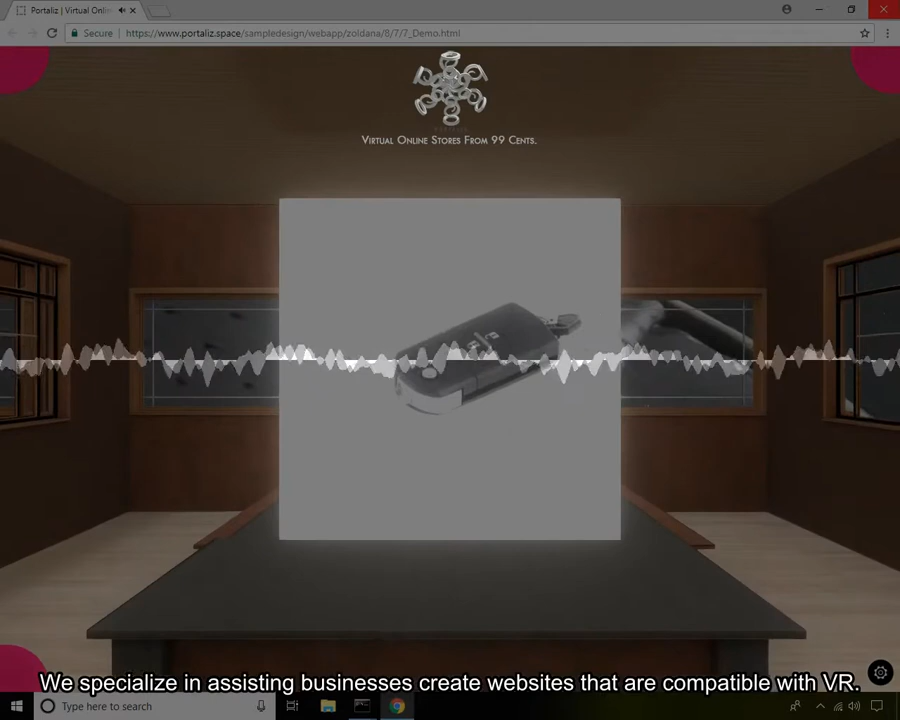 Portaliz | Virtual Onlin
Secure
https://www.portaliz.space/sampledesign/webapp/zoldana/8/7/7_Demo.html
Virtual Online Stores From 99 Cents.
We specialize in assisting businesses create websites that are compatible with VR.
Type here to search